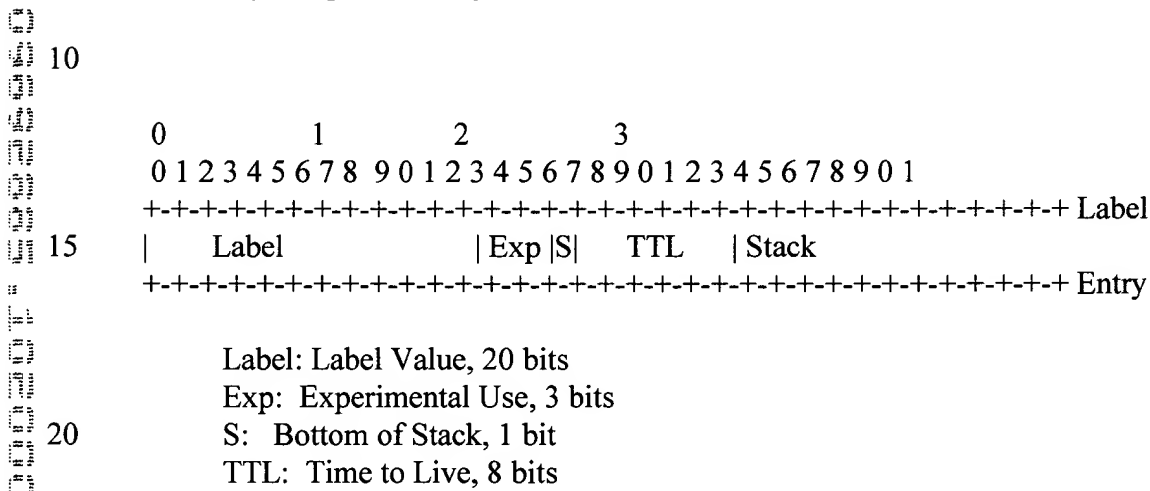 10
0 1 2 3
0 1 2 3 4 5 6 7 8 9 0 1 2 3 4 5 6 7 8 9 0 1 2 3 4 5 6 7 8 9 0 1
+-+-+-+-+-+-+-+-+-+-+-+-+-+-+-+-+-+-+-+-+-+-+-+-+-+-+-+-+-+-+-+-+ Label
15 | Label | Exp |S| TTL | Stack
+-+-+-+-+-+-+-+-+-+-+-+-+-+-+-+-+-+-+-+-+-+-+-+-+-+-+-+-+-+-+-+-+ Entry
Label: Label Value, 20 bits
Exp: Experimental Use, 3 bits
20 S: Bottom of Stack, 1 bit
TTL: Time to Live, 8 bits